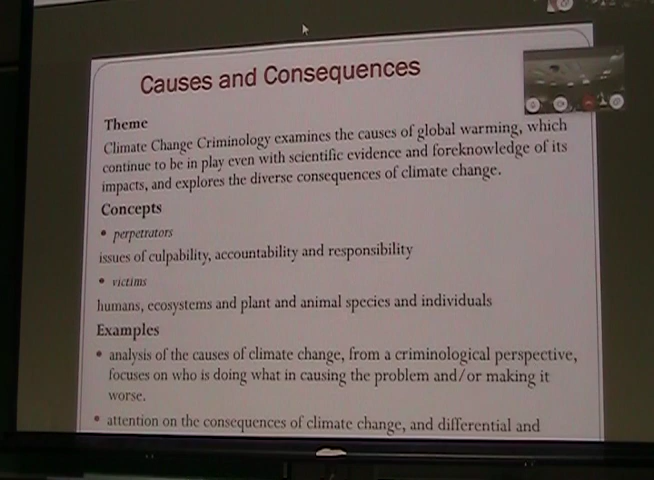 Causes and Consequences
Theme
Climate Change Criminology examines the causes of global warming, which
continue to be in play even with scientific evidence and foreknowledge of its
impacts, and explores the diverse consequences of climate change.
Concepts
• perpetrators
issues of culpability, accountability and responsibility
• victims
humans, ecosystems and plant and animal species and individuals
Examples
• analysis of the causes of climate change, from a criminological perspective,
focuses on who is doing what in causing the problem and/or making it
worse.
• attention on the consequences of climate change, and differential and